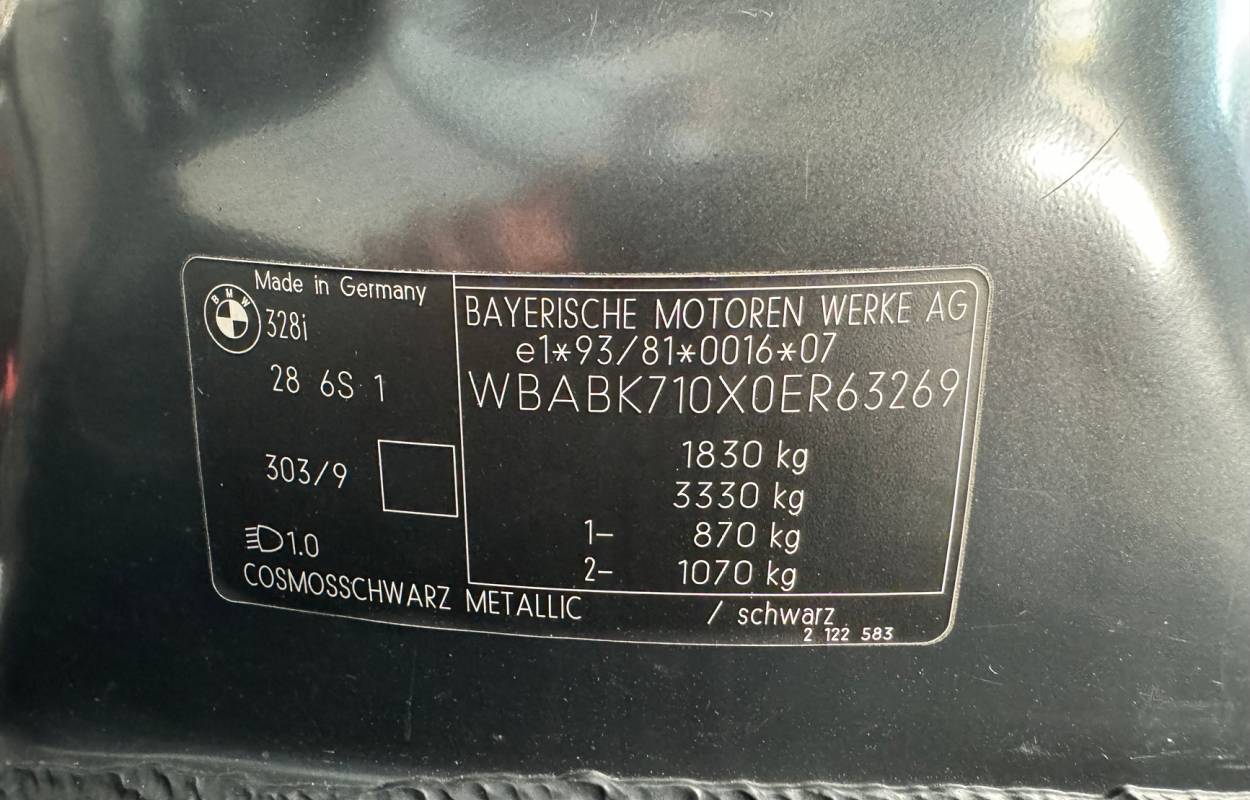 Made in Germany
BMW
328i
28 6S 1
303/9
1.0
COSMOSSCHWARZ METALLIC / schwarz
2 122 583
BAYERISCHE MOTOREN WERKE AG
e1*93/81*0016*07
WBABK710X0ER63269
1830 kg
3330 kg
1- 870 kg
2- 1070 kg